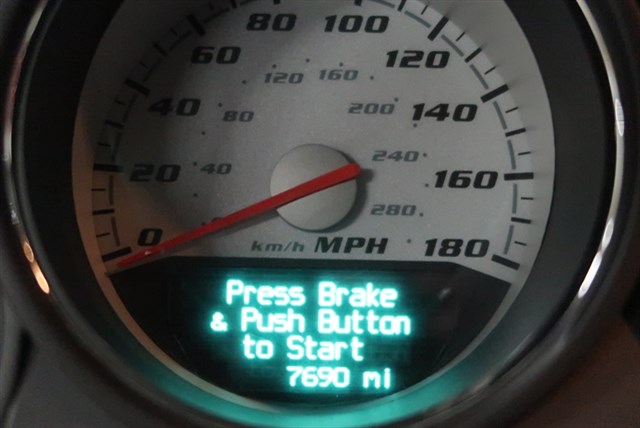 80 100
60 120
120 160
40 80 200 140
20 40 240 160
280
0 km/h MPH 180
Press Brake
& Push Button
to Start
7690 mi